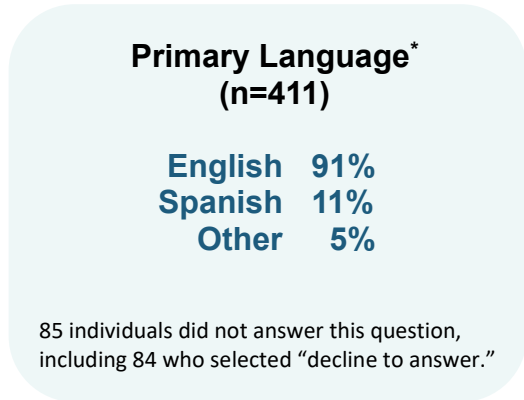 Primary Language*
(n=411)
English 91%
Spanish 11%
Other 5%
85 individuals did not answer this question,
including 84 who selected “decline to answer.”